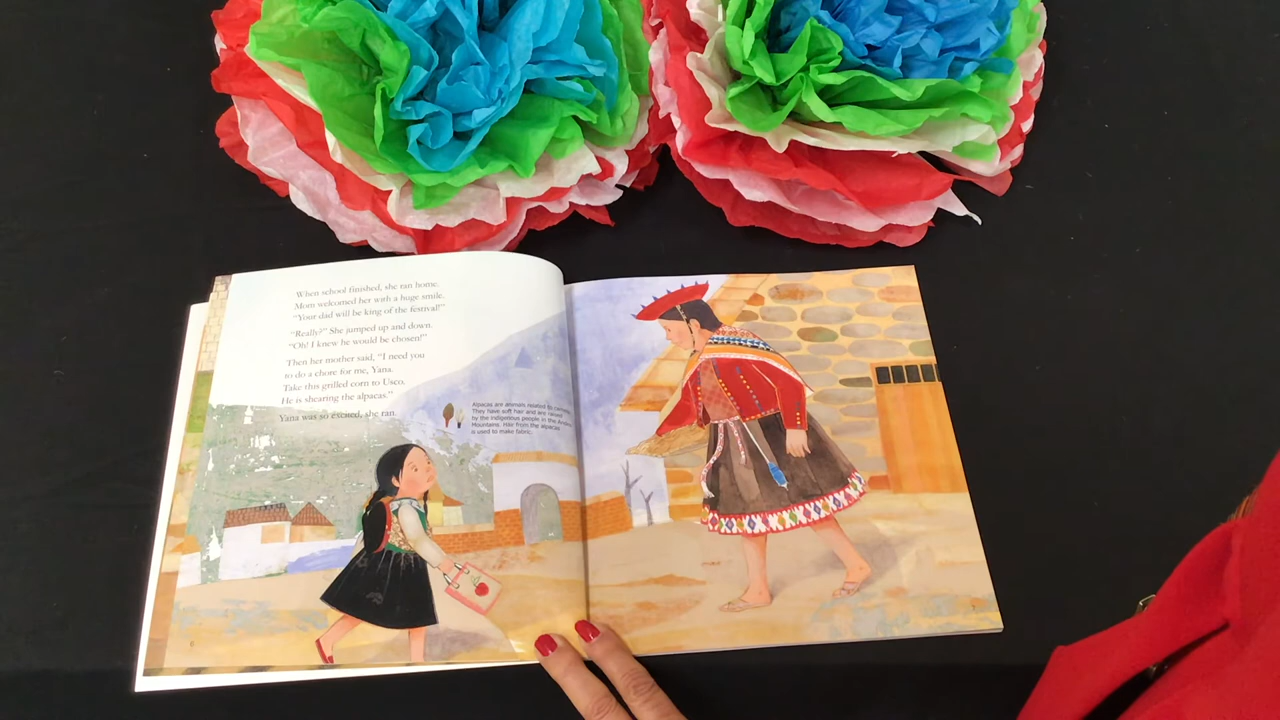 When school finished, she ran home.
Mom welcomed her with a huge smile.
“Your dad will be king of the festival!”
“Really?” She jumped up and down.
“Oh! I knew he would be chosen!”
Then her mother said, “I need you
to do a chore for me, Yana.
Take this grilled corn to Usco.
He is shearing the alpacas.”
Yana was so excited, she ran.
Alpacas are animals related to camels.
They have soft hair and are raised
by the indigenous people in the Andes
Mountains. Hair from the alpacas
is used to make fabric.